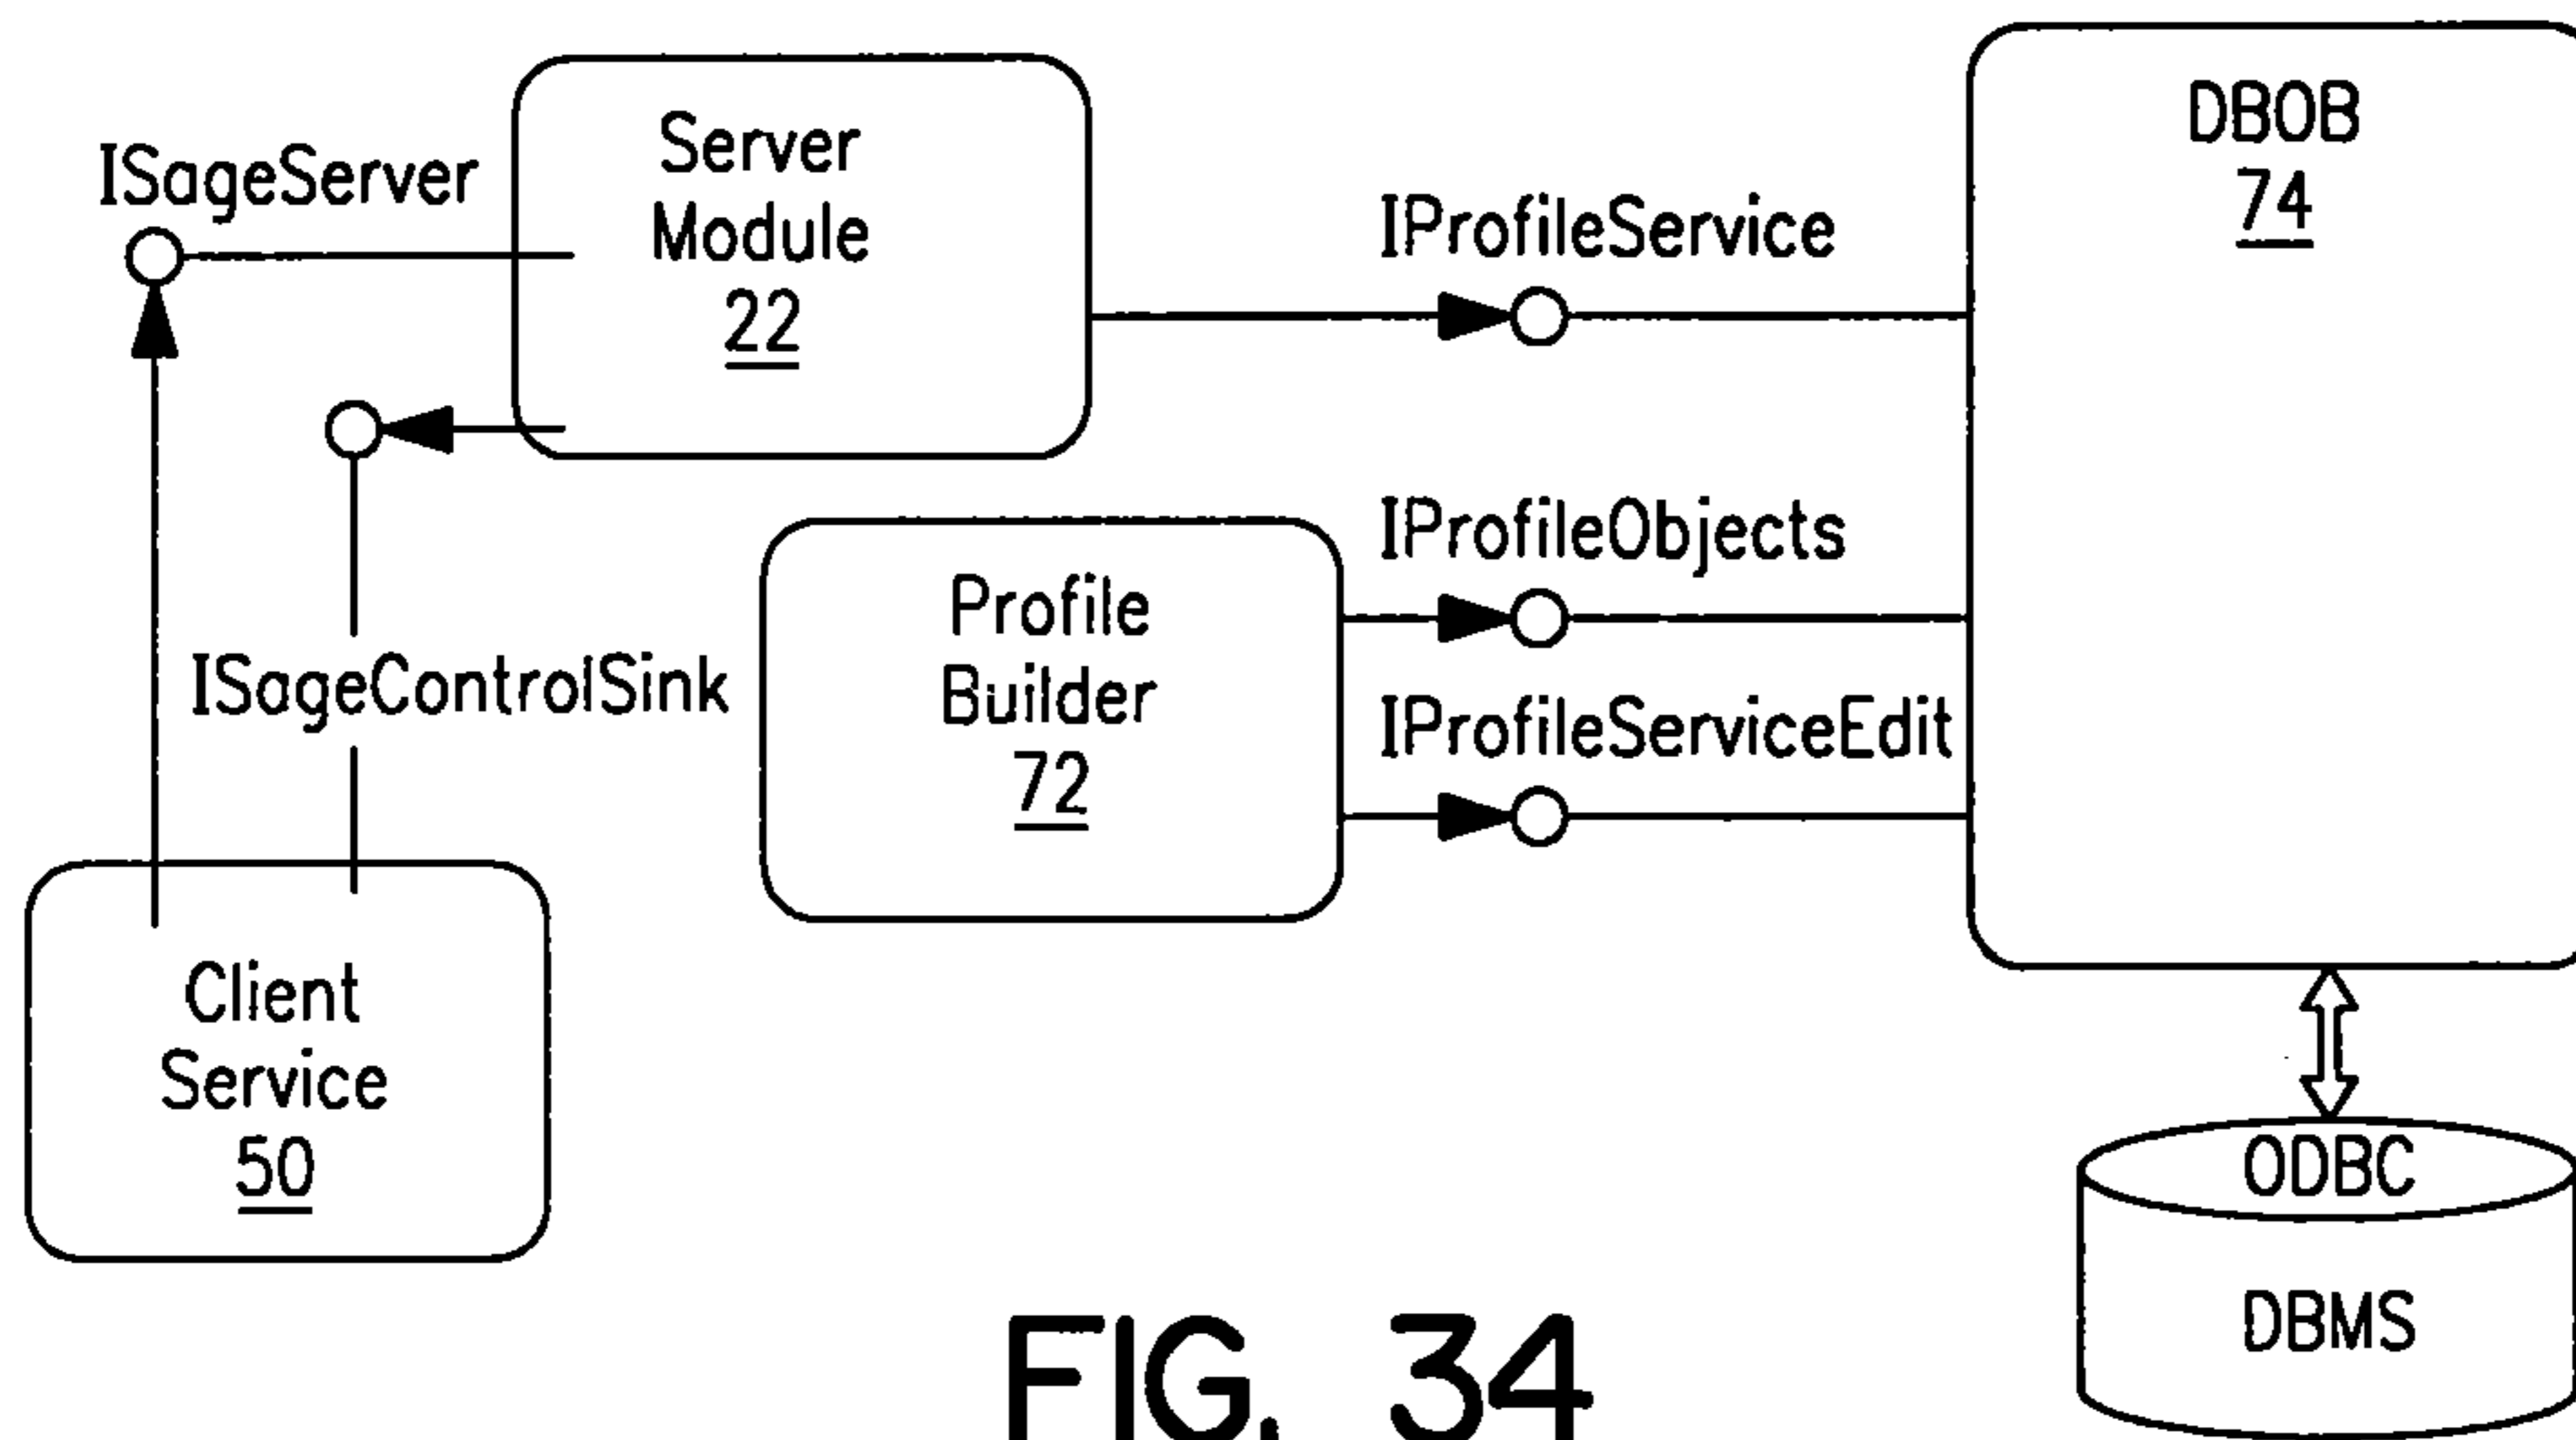 ISageServer
Server
Module
22
IProfileService
DBOB
74
ISageControlSink
Profile
Builder
72
IProfileObjects
IProfileServiceEdit
Client
Service
50
ODBC
DBMS
FIG. 34